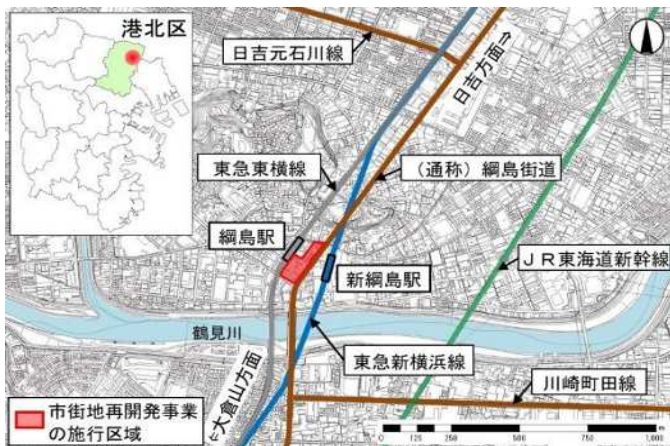 港北区
日吉元石川線
日吉方面⇒
東急東横線
(通称)綱島街道
綱島駅
新綱島駅
JR東海道新幹線
鶴見川
東急新横浜線
⇐大倉山方面
川崎町田線
市街地再開発事業
の施行区域
0 125 250 500 750 1,000